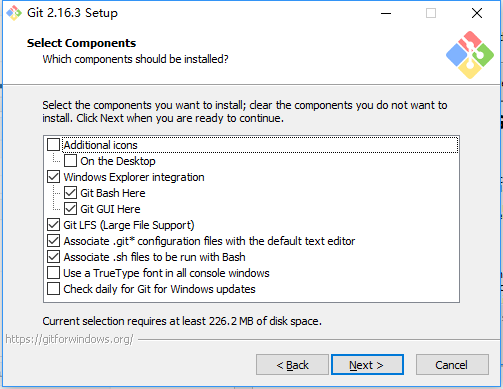 Git 2.16.3 Setup
Select Components
Which components should be installed?
Select the components you want to install; clear the components you do not want to
install. Click Next when you are ready to continue.
Additional icons
On the Desktop
Windows Explorer integration
Git Bash Here
Git GUI Here
Git LFS (Large File Support)
Associate .git* configuration files with the default text editor
Associate .sh files to be run with Bash
Use a TrueType font in all console windows
Check daily for Git for Windows updates
Current selection requires at least 226.2 MB of disk space.
https://gitforwindows.org/
< Back
Next >
Cancel